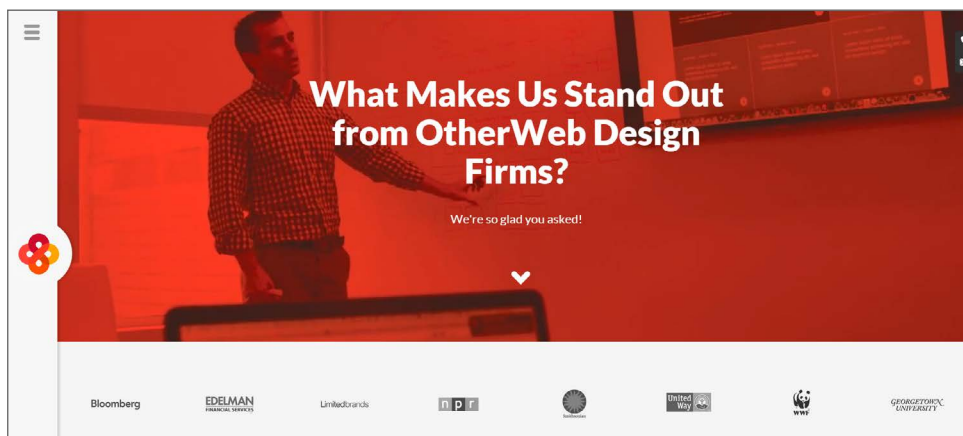 What Makes Us Stand Out
from OtherWeb Design
Firms?
We're so glad you asked!
Bloomberg
EDELMAN
FINANCIAL SERVICES
Limitedbrands
n p r
Smithsonian
United
Way
WWF
GEORGETOWN
UNIVERSITY